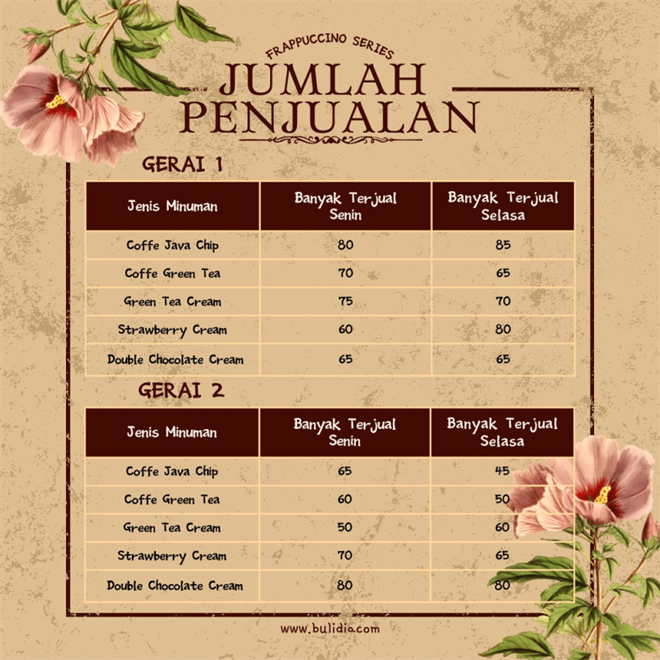 FRAPPUCCINO SERIES
JUMLAH
PENJUALAN
GERAI 1
Jenis Minuman Banyak Terjual Senin Banyak Terjual Selasa
Coffe Java Chip 80 85
Coffe Green Tea 70 65
Green Tea Cream 75 70
Strawberry Cream 60 80
Double Chocolate Cream 65 65
GERAI 2
Jenis Minuman Banyak Terjual Senin Banyak Terjual Selasa
Coffe Java Chip 65 45
Coffe Green Tea 60 50
Green Tea Cream 50 60
Strawberry Cream 70 65
Double Chocolate Cream 80 80
www.bulidia.com